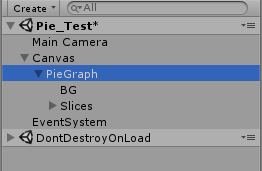 Create All
Pie_Test*
Main Camera
Canvas
PieGraph
BG
Slices
EventSystem
DontDestroyOnLoad